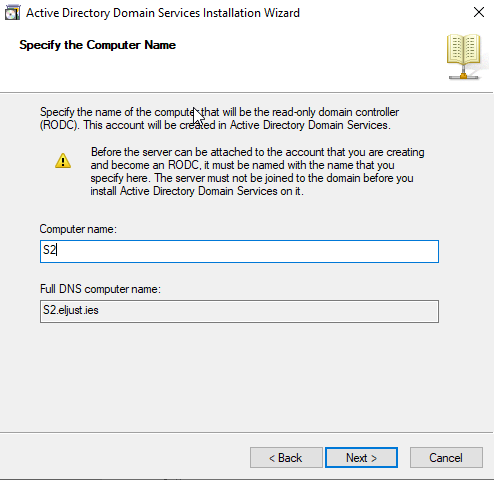 Active Directory Domain Services Installation Wizard
Specify the Computer Name
Specify the name of the computer that will be the read-only domain controller
(RODC). This account will be created in Active Directory Domain Services.
Before the server can be attached to the account that you are creating
and become an RODC, it must be named with the name that you
specify here. The server must not be joined to the domain before you
install Active Directory Domain Services on it.
Computer name:
S2
Full DNS computer name:
S2.eljust.ies
< Back
Next >
Cancel